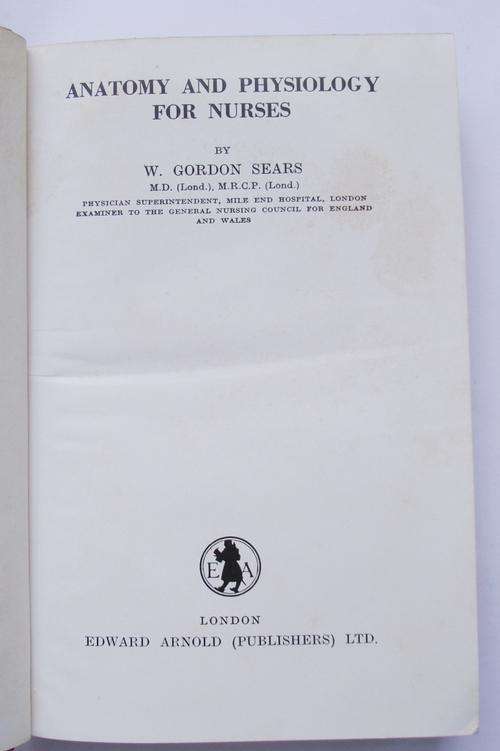 ANATOMY AND PHYSIOLOGY
FOR NURSES
BY
W. GORDON SEARS
M.D. (Lond.), M.R.C.P. (Lond.)
PHYSICIAN SUPERINTENDENT, MILE END HOSPITAL, LONDON
EXAMINER TO THE GENERAL NURSING COUNCIL FOR ENGLAND
AND WALES
E A
LONDON
EDWARD ARNOLD (PUBLISHERS) LTD.